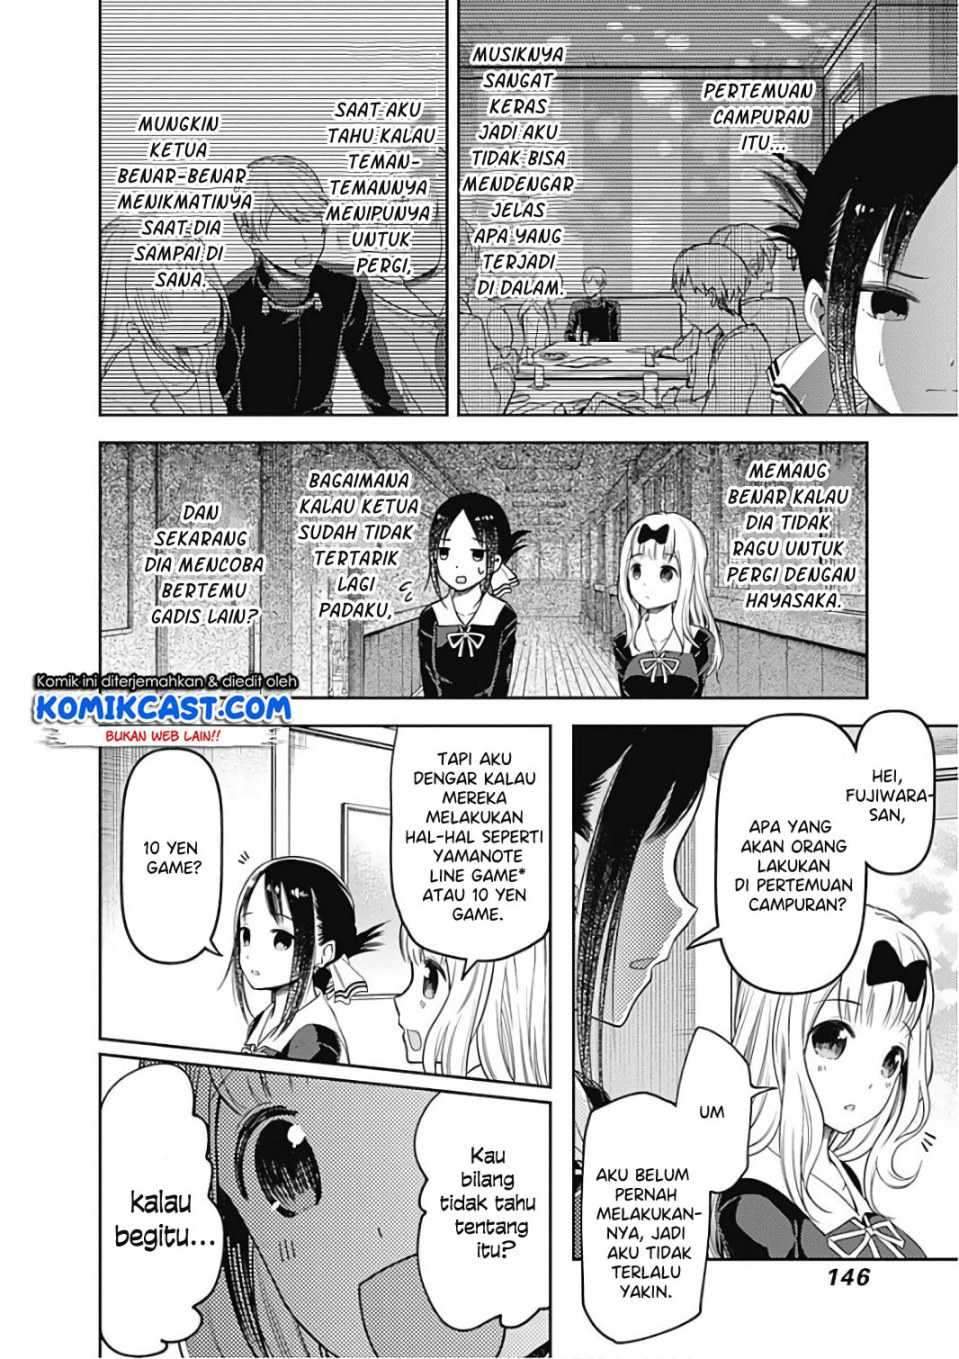 PERTEMUAN
CAMPURAN
ITU...
MUSIKNYA
SANGAT
KERAS
JADI AKU
TIDAK BISA
MENDENGAR
JELAS
APA YANG
TERJADI
DI DALAM.
SAAT AKU
TAHU KALAU
TEMAN-
TEMANNYA
MENIPUNYA
UNTUK
PERGI,
MUNGKIN
KETUA
BENAR-BENAR
MENIKMATINYA
SAAT DIA
SAMPAI DI
SANA.
MEMANG
BENAR KALAU
DIA TIDAK
RAGU UNTUK
PERGI DENGAN
HAYASAKA.
BAGAIMANA
KALAU KETUA
SUDAH TIDAK
TERTARIK
LAGI
PADAKU,
DAN
SEKARANG
DIA MENCOBA
BERTEMU
GADIS LAIN?
Komik ini diterjemahkan & diedit oleh
KOMIKCAST.COM
BUKAN WEB LAIN!!
HEI,
FUJIWARA-
SAN,
APA YANG
AKAN ORANG
LAKUKAN
DI PERTEMUAN
CAMPURAN?
UM
AKU BELUM
PERNAH
MELAKUKAN-
NYA, JADI
AKU TIDAK
TERLALU
YAKIN.
TAPI AKU
DENGAR KALAU
MEREKA
MELAKUKAN
HAL-HAL SEPERTI
YAMANOTE
LINE GAME*
ATAU 10 YEN
GAME.
10 YEN
GAME?
Kau
bilang
tidak tahu
tentang
itu?
kalau
begitu...
146